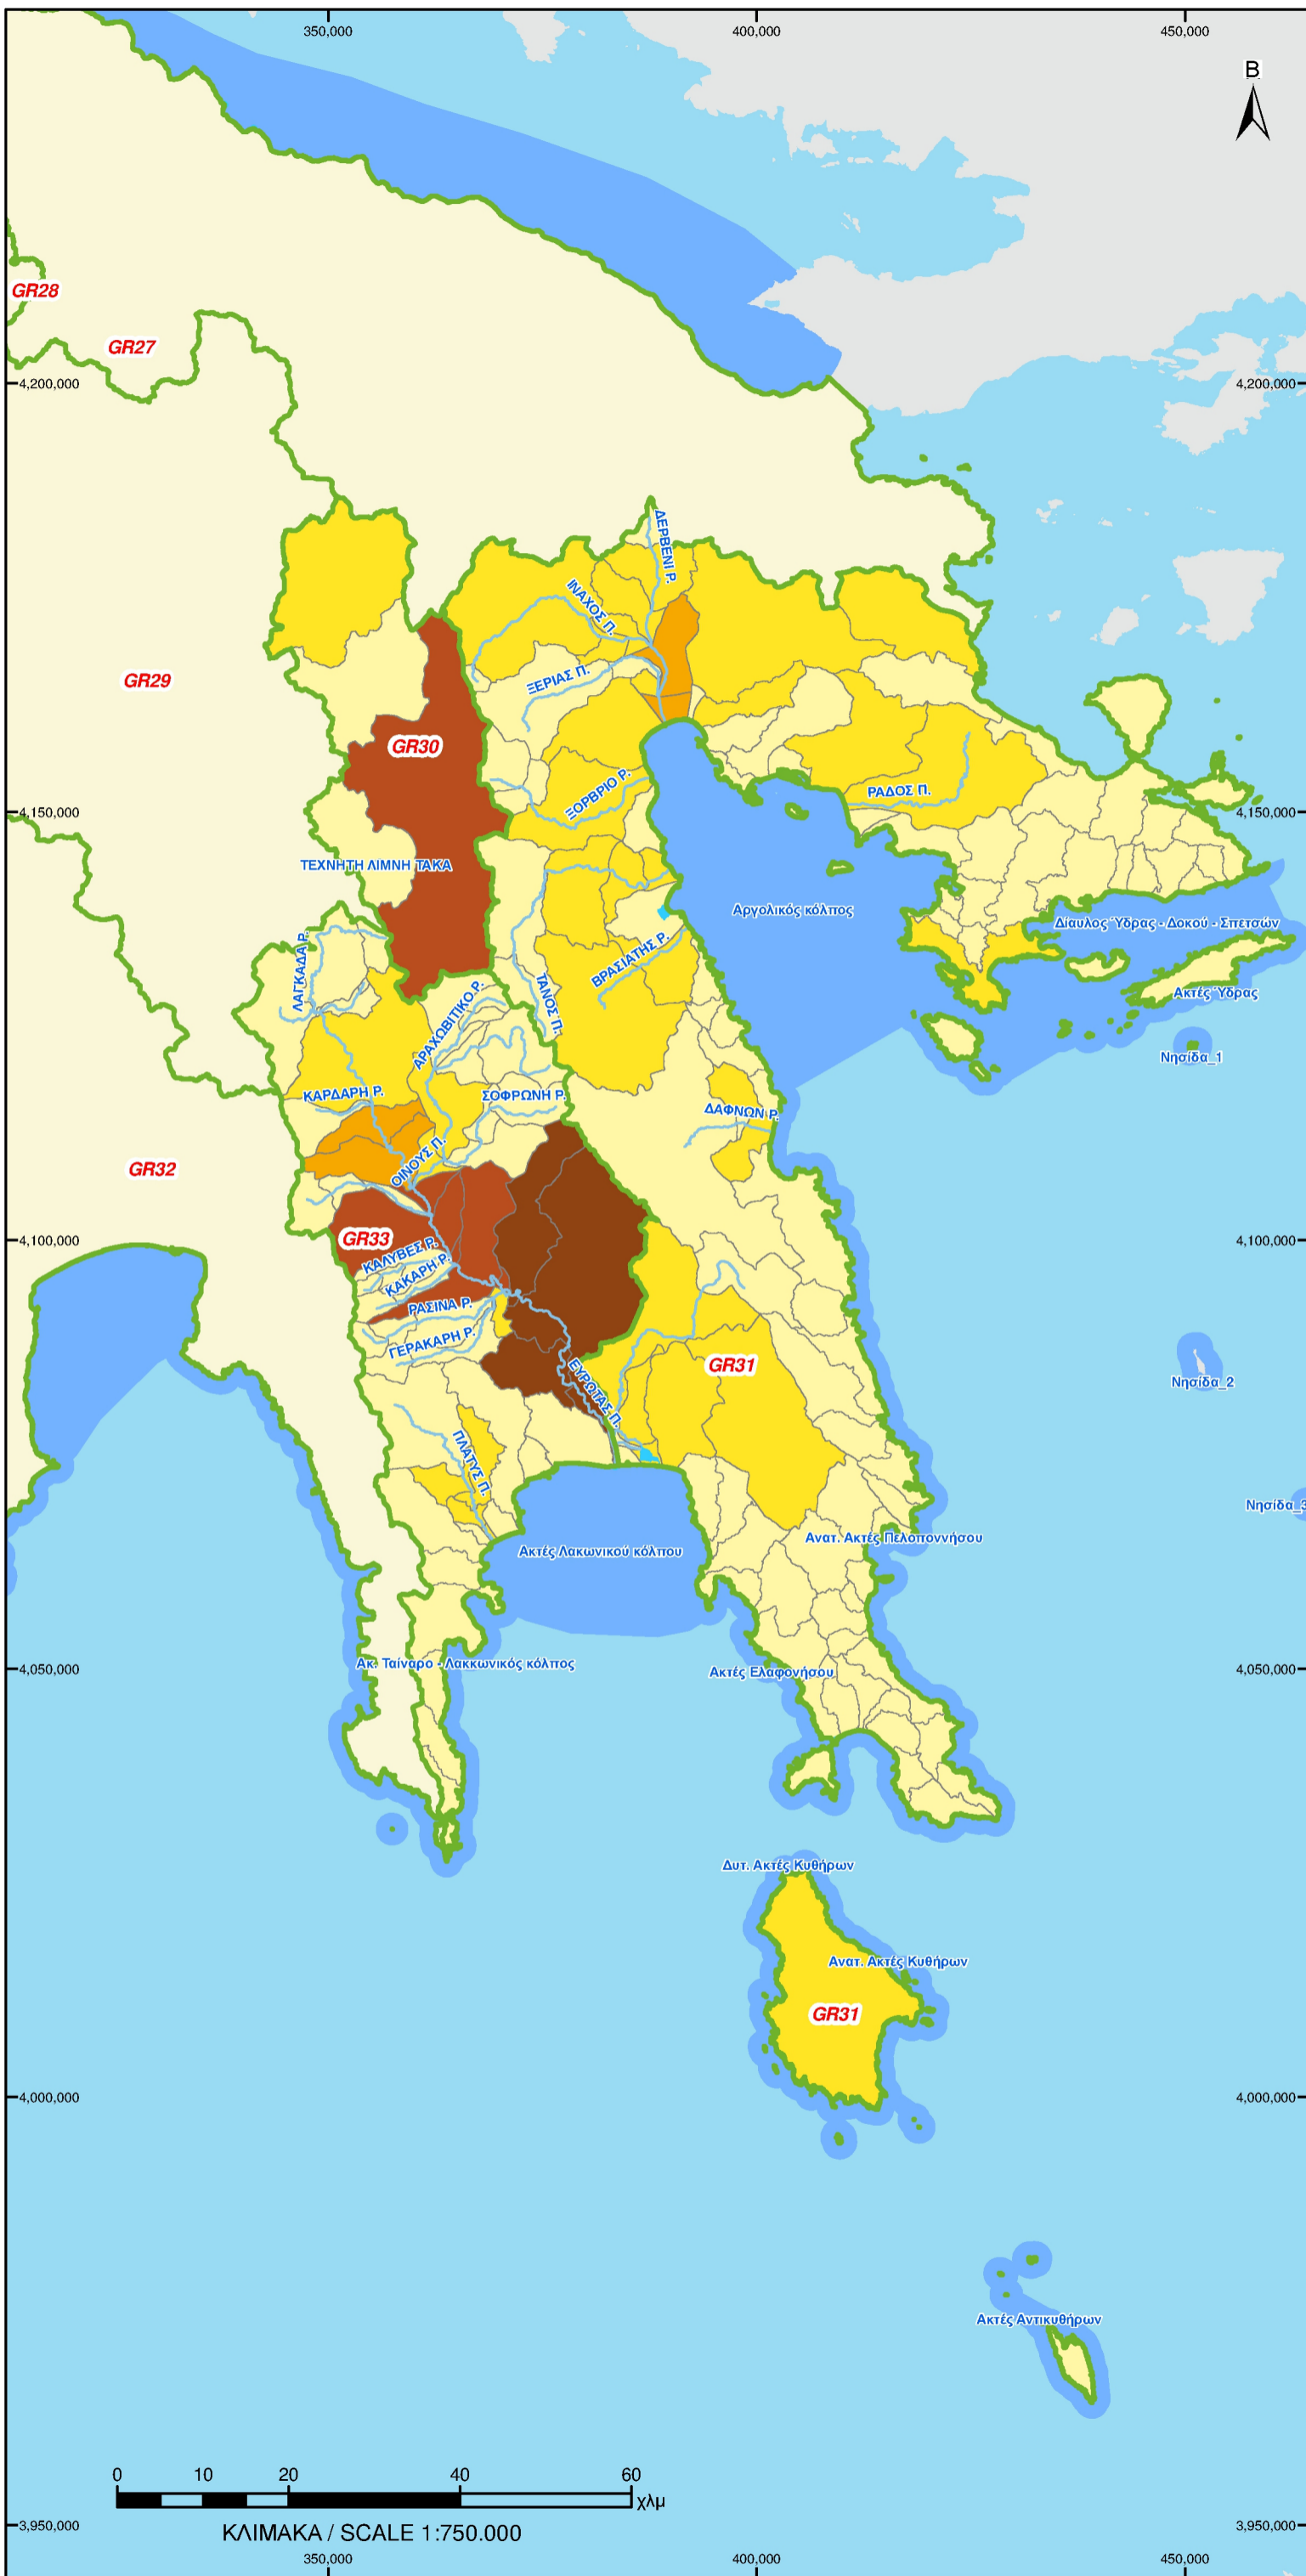 350,000
400,000
450,000
B
GR28
GR27
4,200,000
4,200,000
ΔΕΡΒΕΝΙ Ρ.
ΙΝΑΧΟΣ Π.
ΞΕΡΙΑΣ Π.
GR29
GR30
ΞΟΡΒΡΙΟ Ρ.
ΡΑΔΟΣ Π.
4,150,000
4,150,000
ΤΕΧΝΗΤΗ ΛΙΜΝΗ ΤΑΚΑ
Αργολικός κόλπος
Δίαυλος Ύδρας - Δοκού - Σπετσών
ΛΑΓΚΑΔΑ Ρ.
ΒΡΑΣΙΑΤΗΣ Ρ.
Ακτές Ύδρας
ΤΑΝΟΣ Π.
ΑΡΑΧΩΒΙΤΙΚΟ Ρ.
Νησίδα_1
ΚΑΡΔΑΡΗ Ρ.
ΣΟΦΡΩΝΗ Ρ.
ΔΑΦΝΩΝ Ρ.
ΟΙΝΟΥΣ Π.
GR32
4,100,000
GR33
4,100,000
ΚΑΛΥΒΕΣ Ρ.
ΚΑΚΑΡΗ Ρ.
ΡΑΣΙΝΑ Ρ.
ΓΕΡΑΚΑΡΗ Ρ.
GR31
ΕΥΡΩΤΑΣ Π.
Νησίδα_2
ΠΛΑΤΥΣ Π.
Νησίδα_3
Ανατ. Ακτές Πελοποννήσου
Ακτές Λακωνικού κόλπου
Ακ. Ταίναρο - Λακκωνικός κόλπος
4,050,000
Ακτές Ελαφονήσου
4,050,000
Δυτ. Ακτές Κυθήρων
Ανατ. Ακτές Κυθήρων
GR31
4,000,000
4,000,000
Ακτές Αντικυθήρων
0 10 20 40 60
χλμ
ΚΛΙΜΑΚΑ / SCALE 1:750.000
3,950,000
3,950,000
350,000
400,000
450,000